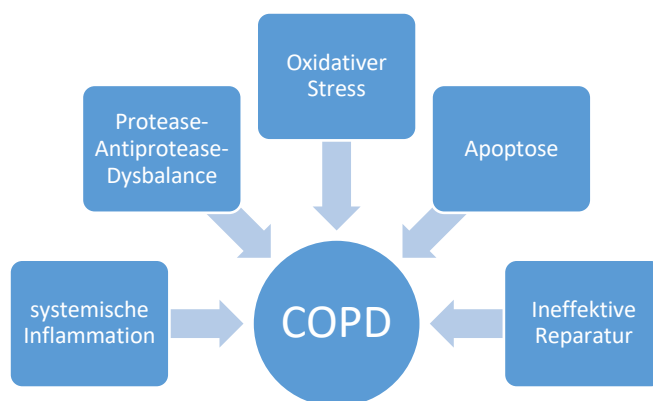 Oxidativer
Stress
Protease-
Antiprotease-
Dysbalance
Apoptose
systemische
Inflammation
COPD
Ineffektive
Reparatur